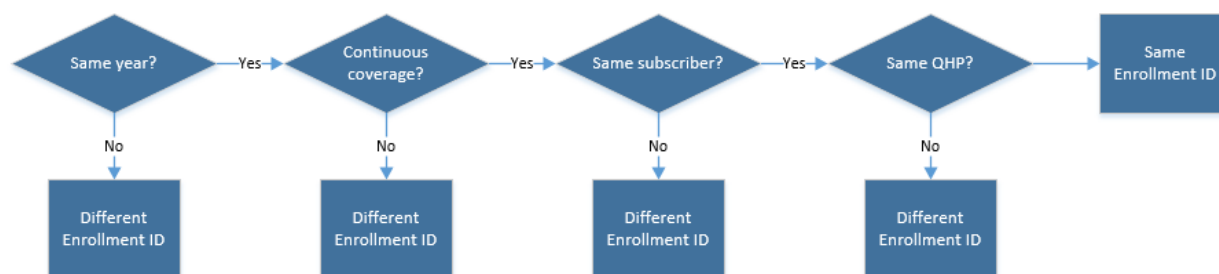 Same year?
Yes
Continuous
coverage?
Yes
Same subscriber?
Yes
Same QHP?
Same
Enrollment ID
No
No
No
No
Different
Enrollment ID
Different
Enrollment ID
Different
Enrollment ID
Different
Enrollment ID